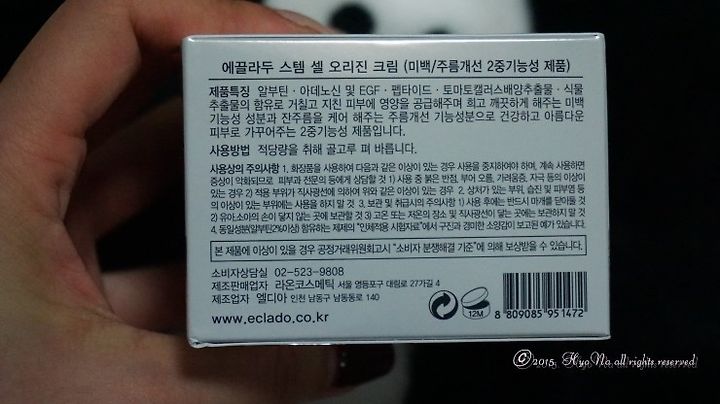 에끌라두 스템 셀 오리진 크림 (미백/주름개선 2중기능성 제품)
제품특징 알부틴 · 아데노신 및 EGF · 펩타이드 · 토마토캘러스배양추출물 · 식물
추출물의 함유로 거칠고 지친 피부에 영양을 공급해주며 희고 깨끗하게 해주는 미백
기능성 성분과 잔주름을 케어 해주는 주름개선 기능성분으로 건강하고 아름다운
피부로 가꾸어주는 2중기능성 제품입니다.
사용방법 적당량을 취해 골고루 펴 바릅니다.
사용상의 주의사항 1. 화장품을 사용하여 다음과 같은 이상이 있는 경우 사용을 중지하여야 하며, 계속 사용하면
증상이 악화되므로 피부과 전문의 등에게 상담할 것 1) 사용 중 붉은 반점, 부어 오름, 가려움증, 자극 등의 이상이
있는 경우 2) 적용 부위가 직사광선에 의하여 위와 같은 이상이 있는 경우 2. 상처가 있는 부위, 습진 및 피부염 등
의 이상이 있는 부위에는 사용을 하지 말 것 3. 보관 및 취급시의 주의사항 1) 사용 후에는 반드시 마개를 닫아둘 것
2) 유아·소아의 손이 닿지 않는 곳에 보관할 것 3) 고온 또는 저온의 장소 및 직사광선이 닿는 곳에는 보관하지 말 것
4. 동일성분(알부틴2%이상) 함유하는 제제의 "인체적용 시험자료"에서 구진과 경미한 소양감이 보고된 예가 있습니다.
본 제품에 이상이 있을 경우 공정거래위원회고시 "소비자 분쟁해결 기준"에 의해 보상받을 수 있습니다.
소비자상담실 02-523-9808
제조판매업자 라온코스메틱 서울 영등포구 대림로 27가길 4
제조업자 엘디아 인천 남동구 남동동로 140
www.eclado.co.kr
12M
8 809085 951472
©2015. HyoNa all rights reserved